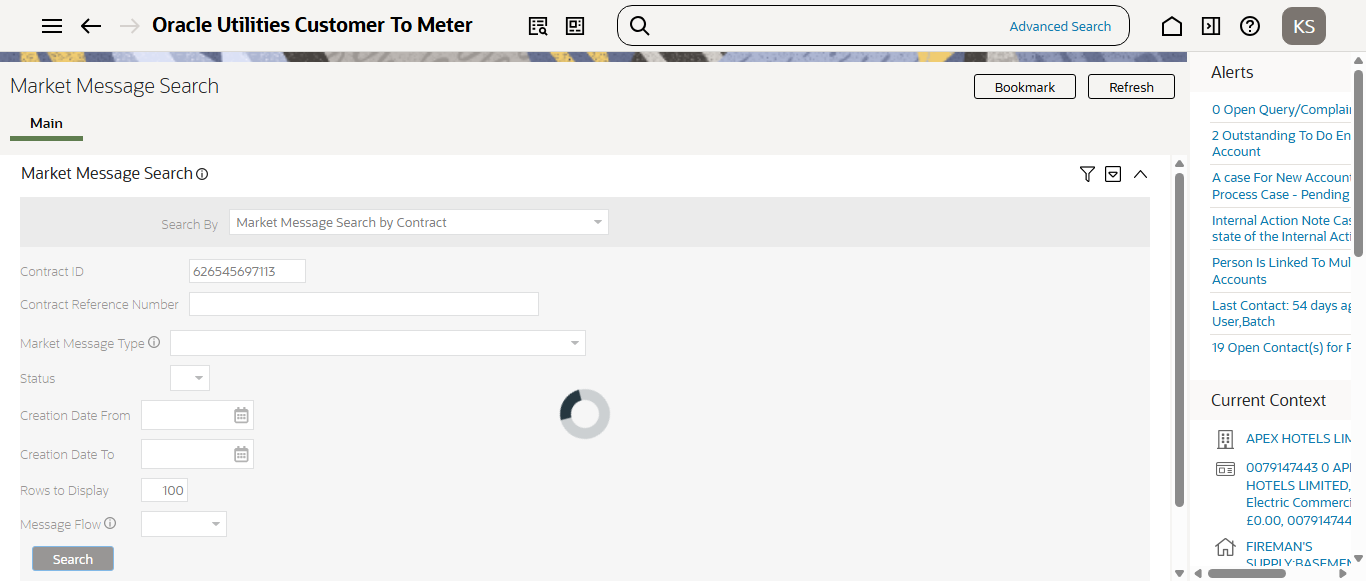 Oracle Utilities Customer To Meter
Advanced Search
KS
Market Message Search
Bookmark
Refresh
Main
Market Message Search
Search By
Market Message Search by Contract
Contract ID
626545697113
Contract Reference Number
Market Message Type
Status
Creation Date From
Creation Date To
Rows to Display
100
Message Flow
Search
Alerts
0 Open Query/Complai
2 Outstanding To Do En
Account
A case For New Account
Process Case - Pending
Internal Action Note Cas
state of the Internal Acti
Person Is Linked To Mul
Accounts
Last Contact: 54 days ag
User,Batch
19 Open Contact(s) for P
Current Context
APEX HOTELS LIM
0079147443 0 APE
HOTELS LIMITED,
Electric Commerci
£0.00, 007914744
FIREMAN'S
SUPPLY:BASEMEN